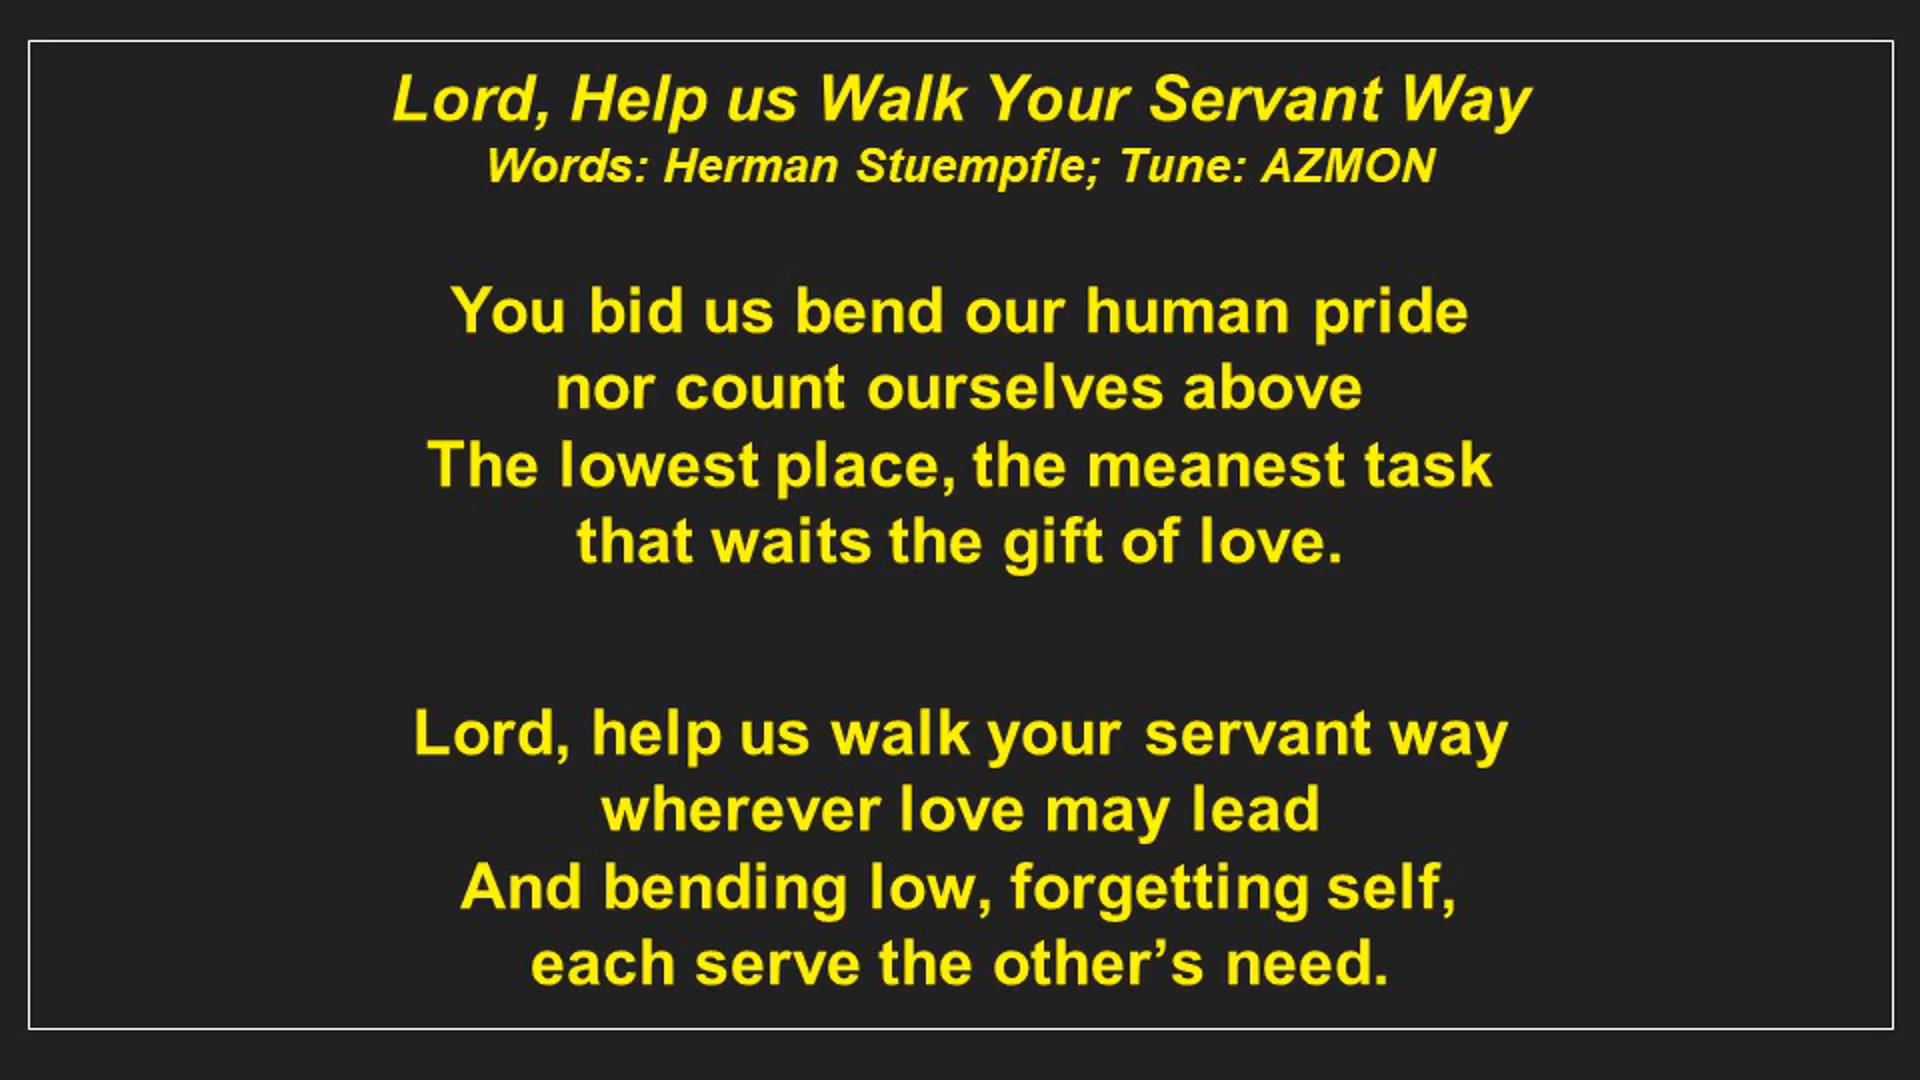 Lord, Help us Walk Your Servant Way
Words: Herman Stuempfle; Tune: AZMON
You bid us bend our human pride
nor count ourselves above
The lowest place, the meanest task
that waits the gift of love.
Lord, help us walk your servant way
wherever love may lead
And bending low, forgetting self,
each serve the other’s need.